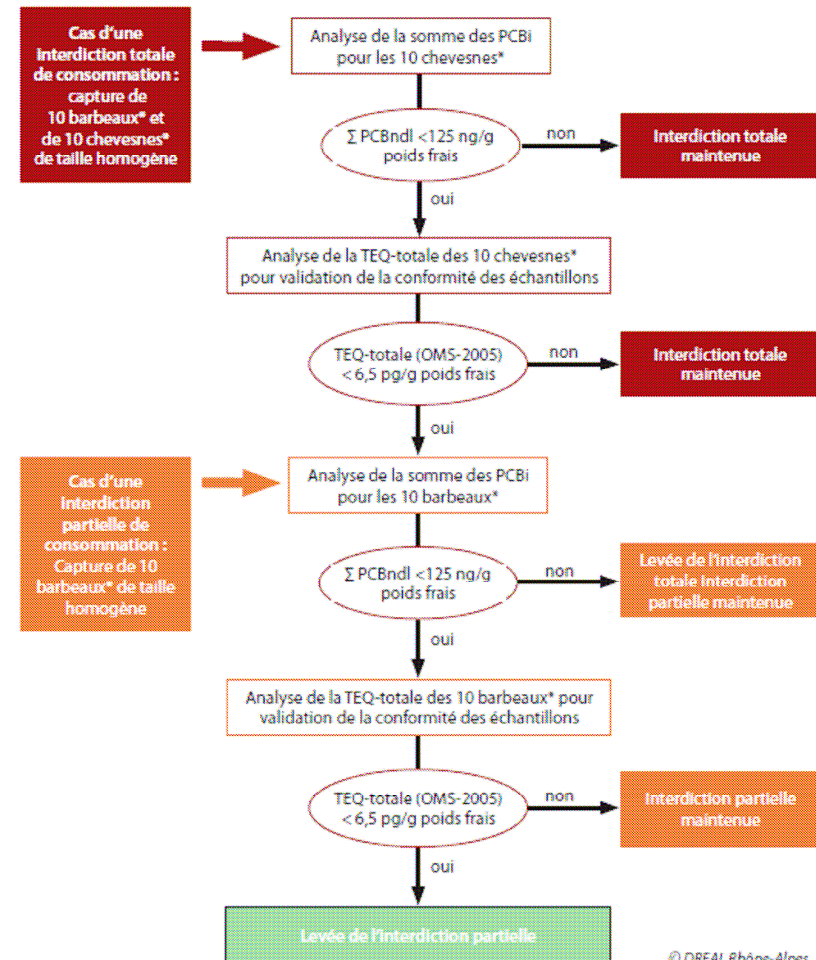 Cas d'une
interdiction totale
de consommation :
capture de
10 barbeaux* et
de 10 chevesnes*
de taille homogène
Analyse de la somme des PCBi
pour les 10 chevesnes*
Σ PCBndl <125 ng/g
poids frais
non
Interdiction totale
maintenue
oui
Analyse de la TEQ-totale des 10 chevesnes*
pour validation de la conformité des échantillons
TEQ-totale (OMS-2005)
< 6,5 pg/g poids frais
non
Interdiction totale
maintenue
oui
Cas d'une
interdiction
partielle de
consommation :
Capture de 10
barbeaux* de taille
homogène
Analyse de la somme des PCBi
pour les 10 barbeaux*
Σ PCBndl <125 ng/g
poids frais
non
Levée de l'interdiction
totale Interdiction
partielle maintenue
oui
Analyse de la TEQ-totale des 10 barbeaux* pour
validation de la conformité des échantillons
TEQ-totale (OMS-2005)
< 6,5 pg/g poids frais
non
Interdiction partielle
maintenue
oui
Levée de l'interdiction partielle
© DREAL Rhône-Alpes